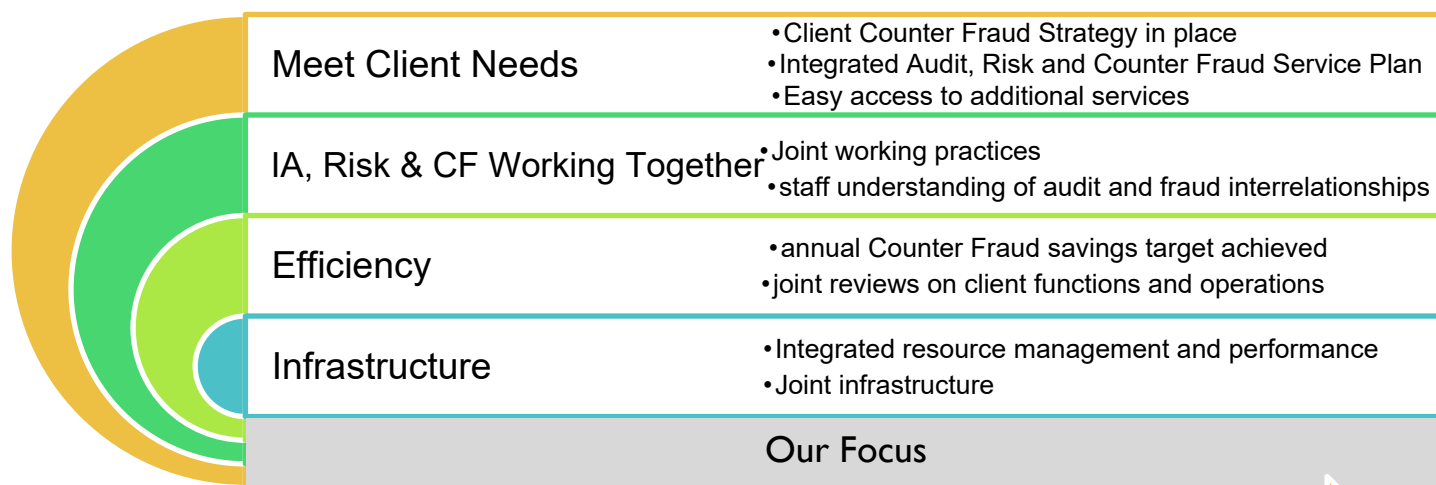 Meet Client Needs
•Client Counter Fraud Strategy in place
•Integrated Audit, Risk and Counter Fraud Service Plan
•Easy access to additional services
IA, Risk & CF Working Together
•Joint working practices
•staff understanding of audit and fraud interrelationships
Efficiency
•annual Counter Fraud savings target achieved
•joint reviews on client functions and operations
Infrastructure
•Integrated resource management and performance
•Joint infrastructure
Our Focus